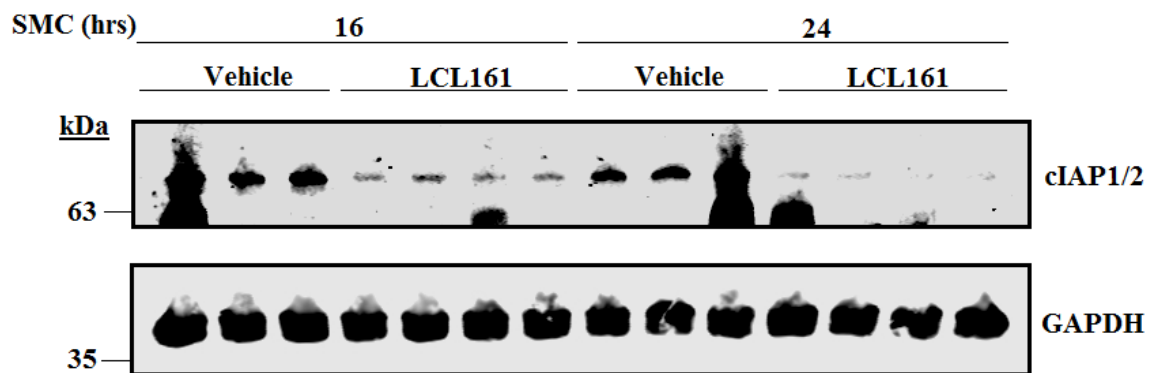 SMC (hrs) 16 24
Vehicle LCL161 Vehicle LCL161
kDa
cIAP1/2
63
GAPDH
35